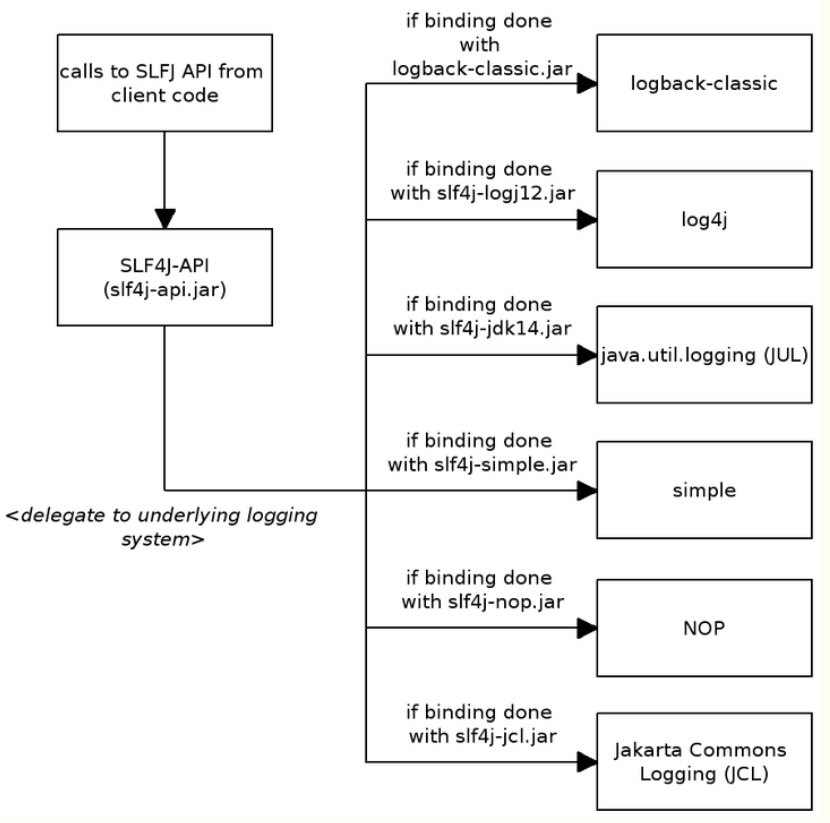 calls to SLFJ API from
client code
SLF4J-API
(slf4j-api.jar)
<delegate to underlying logging
system>
if binding done
with
logback-classic.jar
logback-classic
if binding done
with slf4j-logj12.jar
log4j
if binding done
with slf4j-jdk14.jar
java.util.logging (JUL)
if binding done
with slf4j-simple.jar
simple
if binding done
with slf4j-nop.jar
NOP
if binding done
with slf4j-jcl.jar
Jakarta Commons
Logging (JCL)